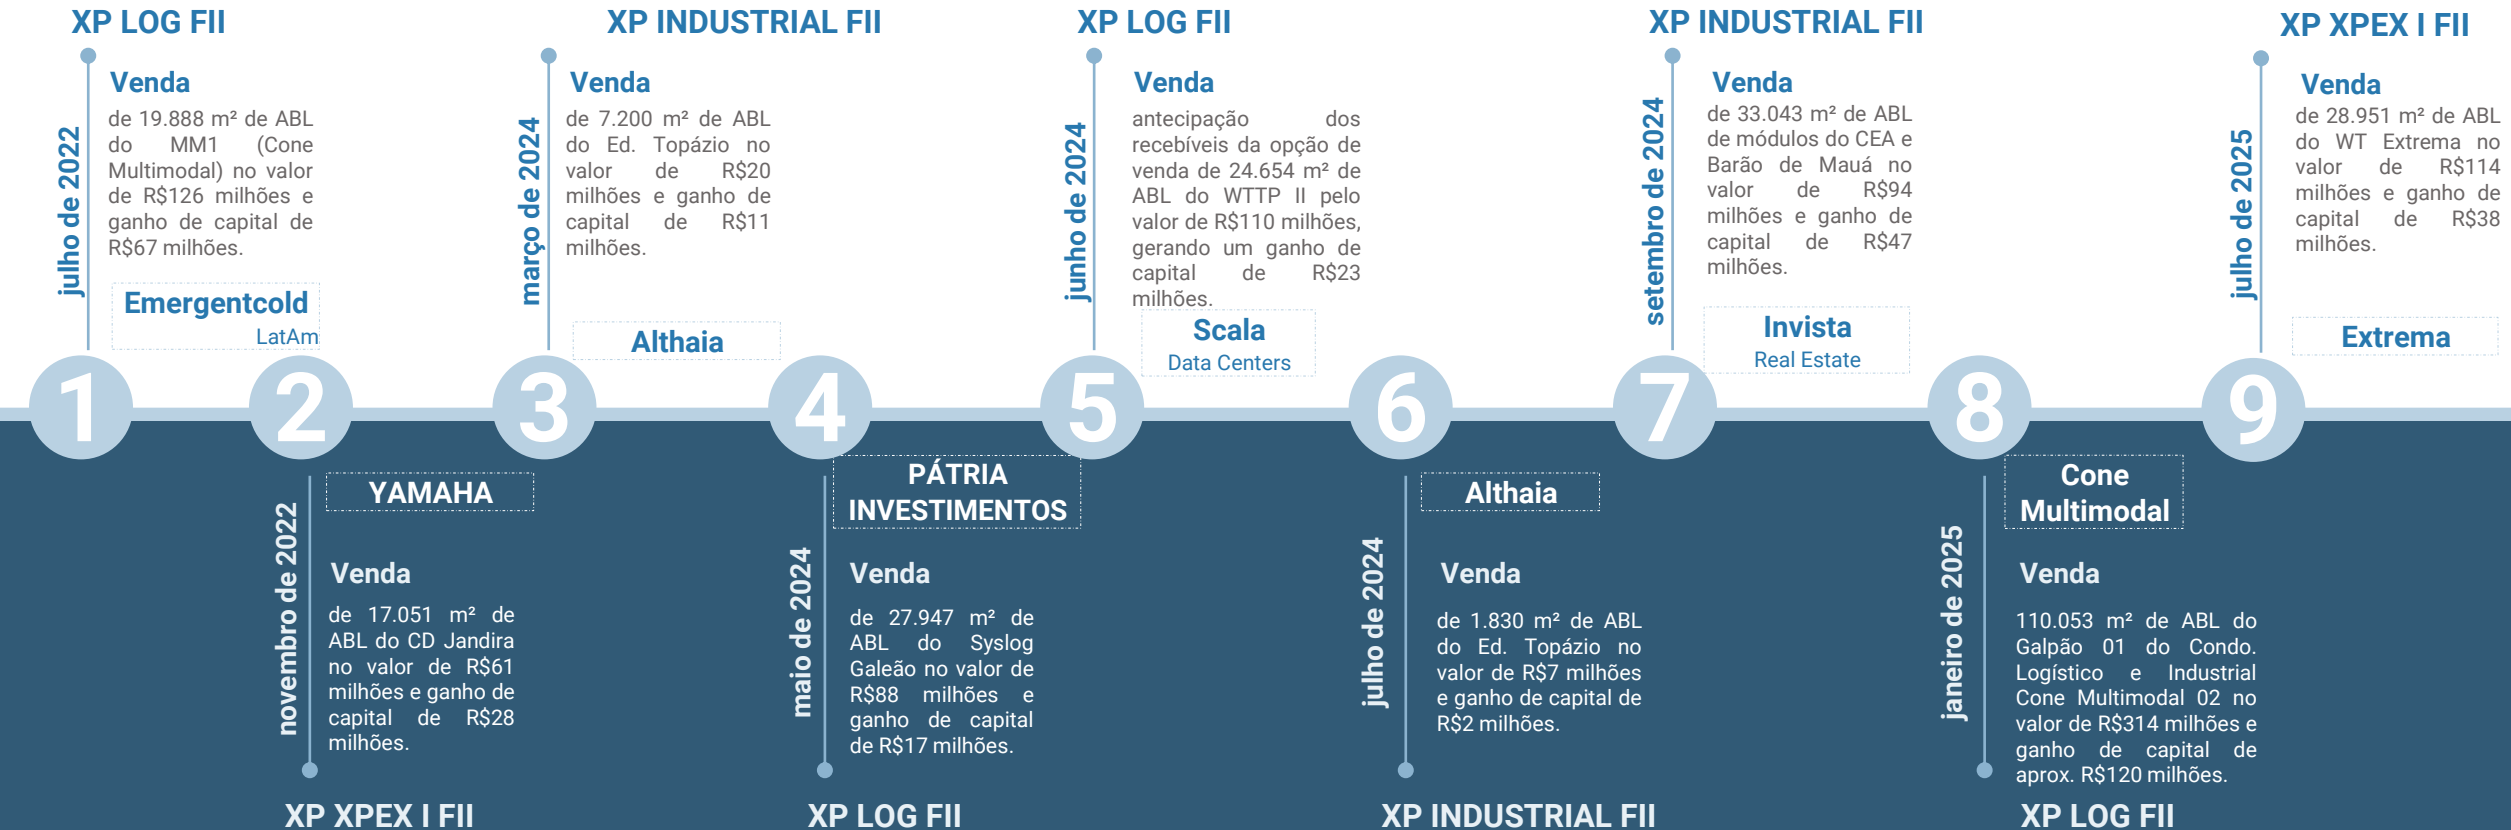 XP LOG FII
julho de 2022
Venda
de 19.888 m² de ABL
do MM1 (Cone
Multimodal) no valor
de R$126 milhões e
ganho de capital de
R$67 milhões.
Emergentcold
LatAm
1
2
YAMAHA
novembro de 2022
Venda
de 17.051 m² de
ABL do CD Jandira
no valor de R$61
milhões e ganho de
capital de R$28
milhões.
XP XPEX I FII
XP INDUSTRIAL FII
março de 2024
Venda
de 7.200 m² de ABL
do Ed. Topázio no
valor de R$20
milhões e ganho de
capital de R$11
milhões.
Althaia
3
4
PÁTRIA
INVESTIMENTOS
maio de 2024
Venda
de 27.947 m² de
ABL do Syslog
Galeão no valor de
R$88 milhões e
ganho de capital
de R$17 milhões.
XP LOG FII
XP LOG FII
junho de 2024
Venda
antecipação dos
recebíveis da opção de
venda de 24.654 m² de
ABL do WTTP II pelo
valor de R$110 milhões,
gerando um ganho de
capital de R$23
milhões.
Scala
Data Centers
5
6
Althaia
julho de 2024
Venda
de 1.830 m² de ABL
do Ed. Topázio no
valor de R$7 milhões
e ganho de capital de
R$2 milhões.
XP INDUSTRIAL FII
XP INDUSTRIAL FII
setembro de 2024
Venda
de 33.043 m² de ABL
de módulos do CEA e
Barão de Mauá no
valor de R$94
milhões e ganho de
capital de R$47
milhões.
Invista
Real Estate
7
8
Cone
Multimodal
janeiro de 2025
Venda
110.053 m² de ABL do
Galpão 01 do Condo.
Logístico e Industrial
Cone Multimodal 02 no
valor de R$314 milhões e
ganho de capital de
aprox. R$120 milhões.
XP LOG FII
XP XPEX I FII
julho de 2025
Venda
de 28.951 m² de ABL
do WT Extrema no
valor de R$114
milhões e ganho de
capital de R$38
milhões.
Extrema
9